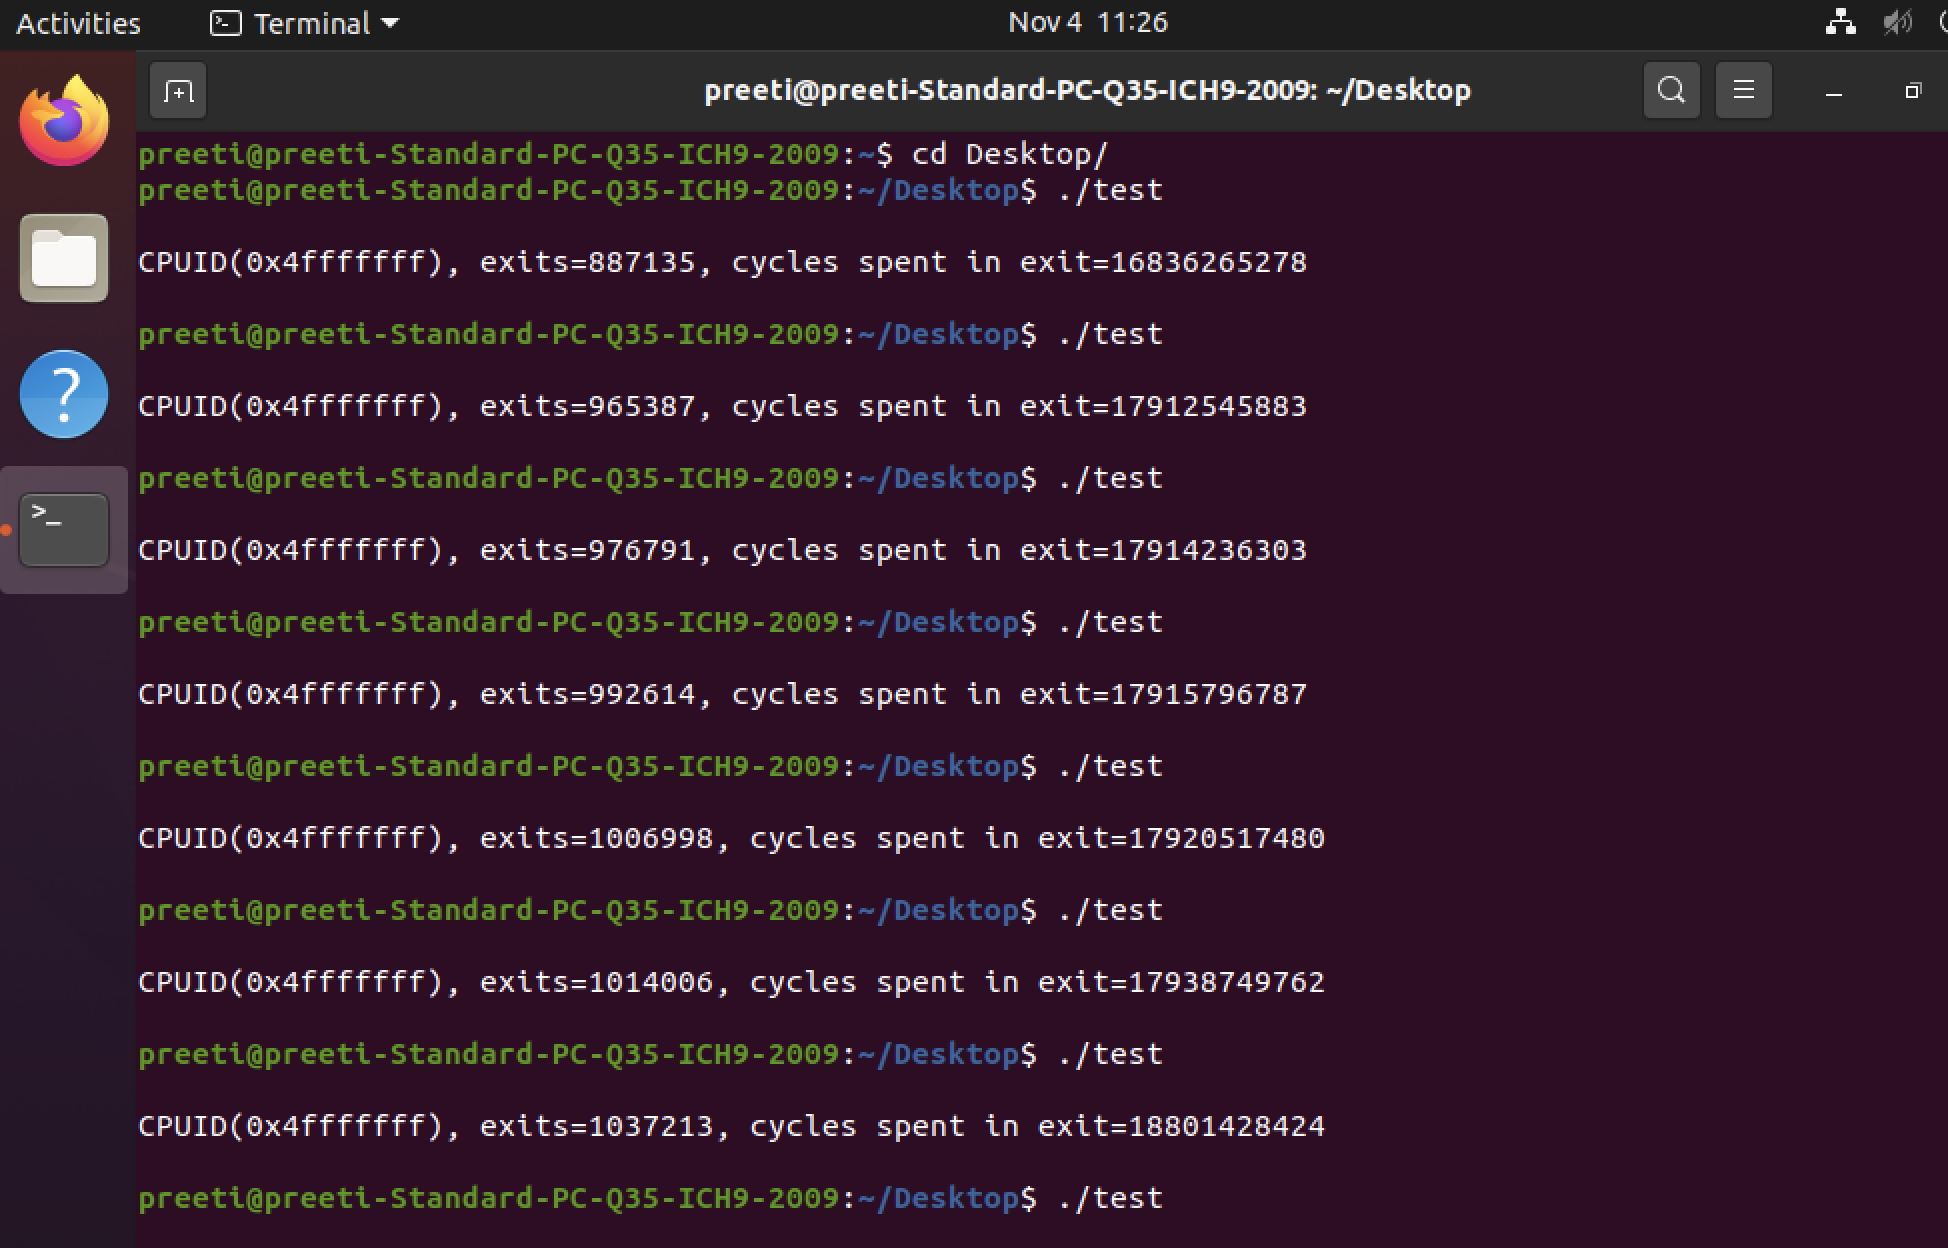 Activities Terminal Nov 4 11:26
preeti@preeti-Standard-PC-Q35-ICH9-2009: ~/Desktop
preeti@preeti-Standard-PC-Q35-ICH9-2009:~$ cd Desktop/
preeti@preeti-Standard-PC-Q35-ICH9-2009:~/Desktop$ ./test
CPUID(0x4fffffff), exits=887135, cycles spent in exit=16836265278
preeti@preeti-Standard-PC-Q35-ICH9-2009:~/Desktop$ ./test
CPUID(0x4fffffff), exits=965387, cycles spent in exit=17912545883
preeti@preeti-Standard-PC-Q35-ICH9-2009:~/Desktop$ ./test
CPUID(0x4fffffff), exits=976791, cycles spent in exit=17914236303
preeti@preeti-Standard-PC-Q35-ICH9-2009:~/Desktop$ ./test
CPUID(0x4fffffff), exits=992614, cycles spent in exit=17915796787
preeti@preeti-Standard-PC-Q35-ICH9-2009:~/Desktop$ ./test
CPUID(0x4fffffff), exits=1006998, cycles spent in exit=17920517480
preeti@preeti-Standard-PC-Q35-ICH9-2009:~/Desktop$ ./test
CPUID(0x4fffffff), exits=1014006, cycles spent in exit=17938749762
preeti@preeti-Standard-PC-Q35-ICH9-2009:~/Desktop$ ./test
CPUID(0x4fffffff), exits=1037213, cycles spent in exit=18801428424
preeti@preeti-Standard-PC-Q35-ICH9-2009:~/Desktop$ ./test